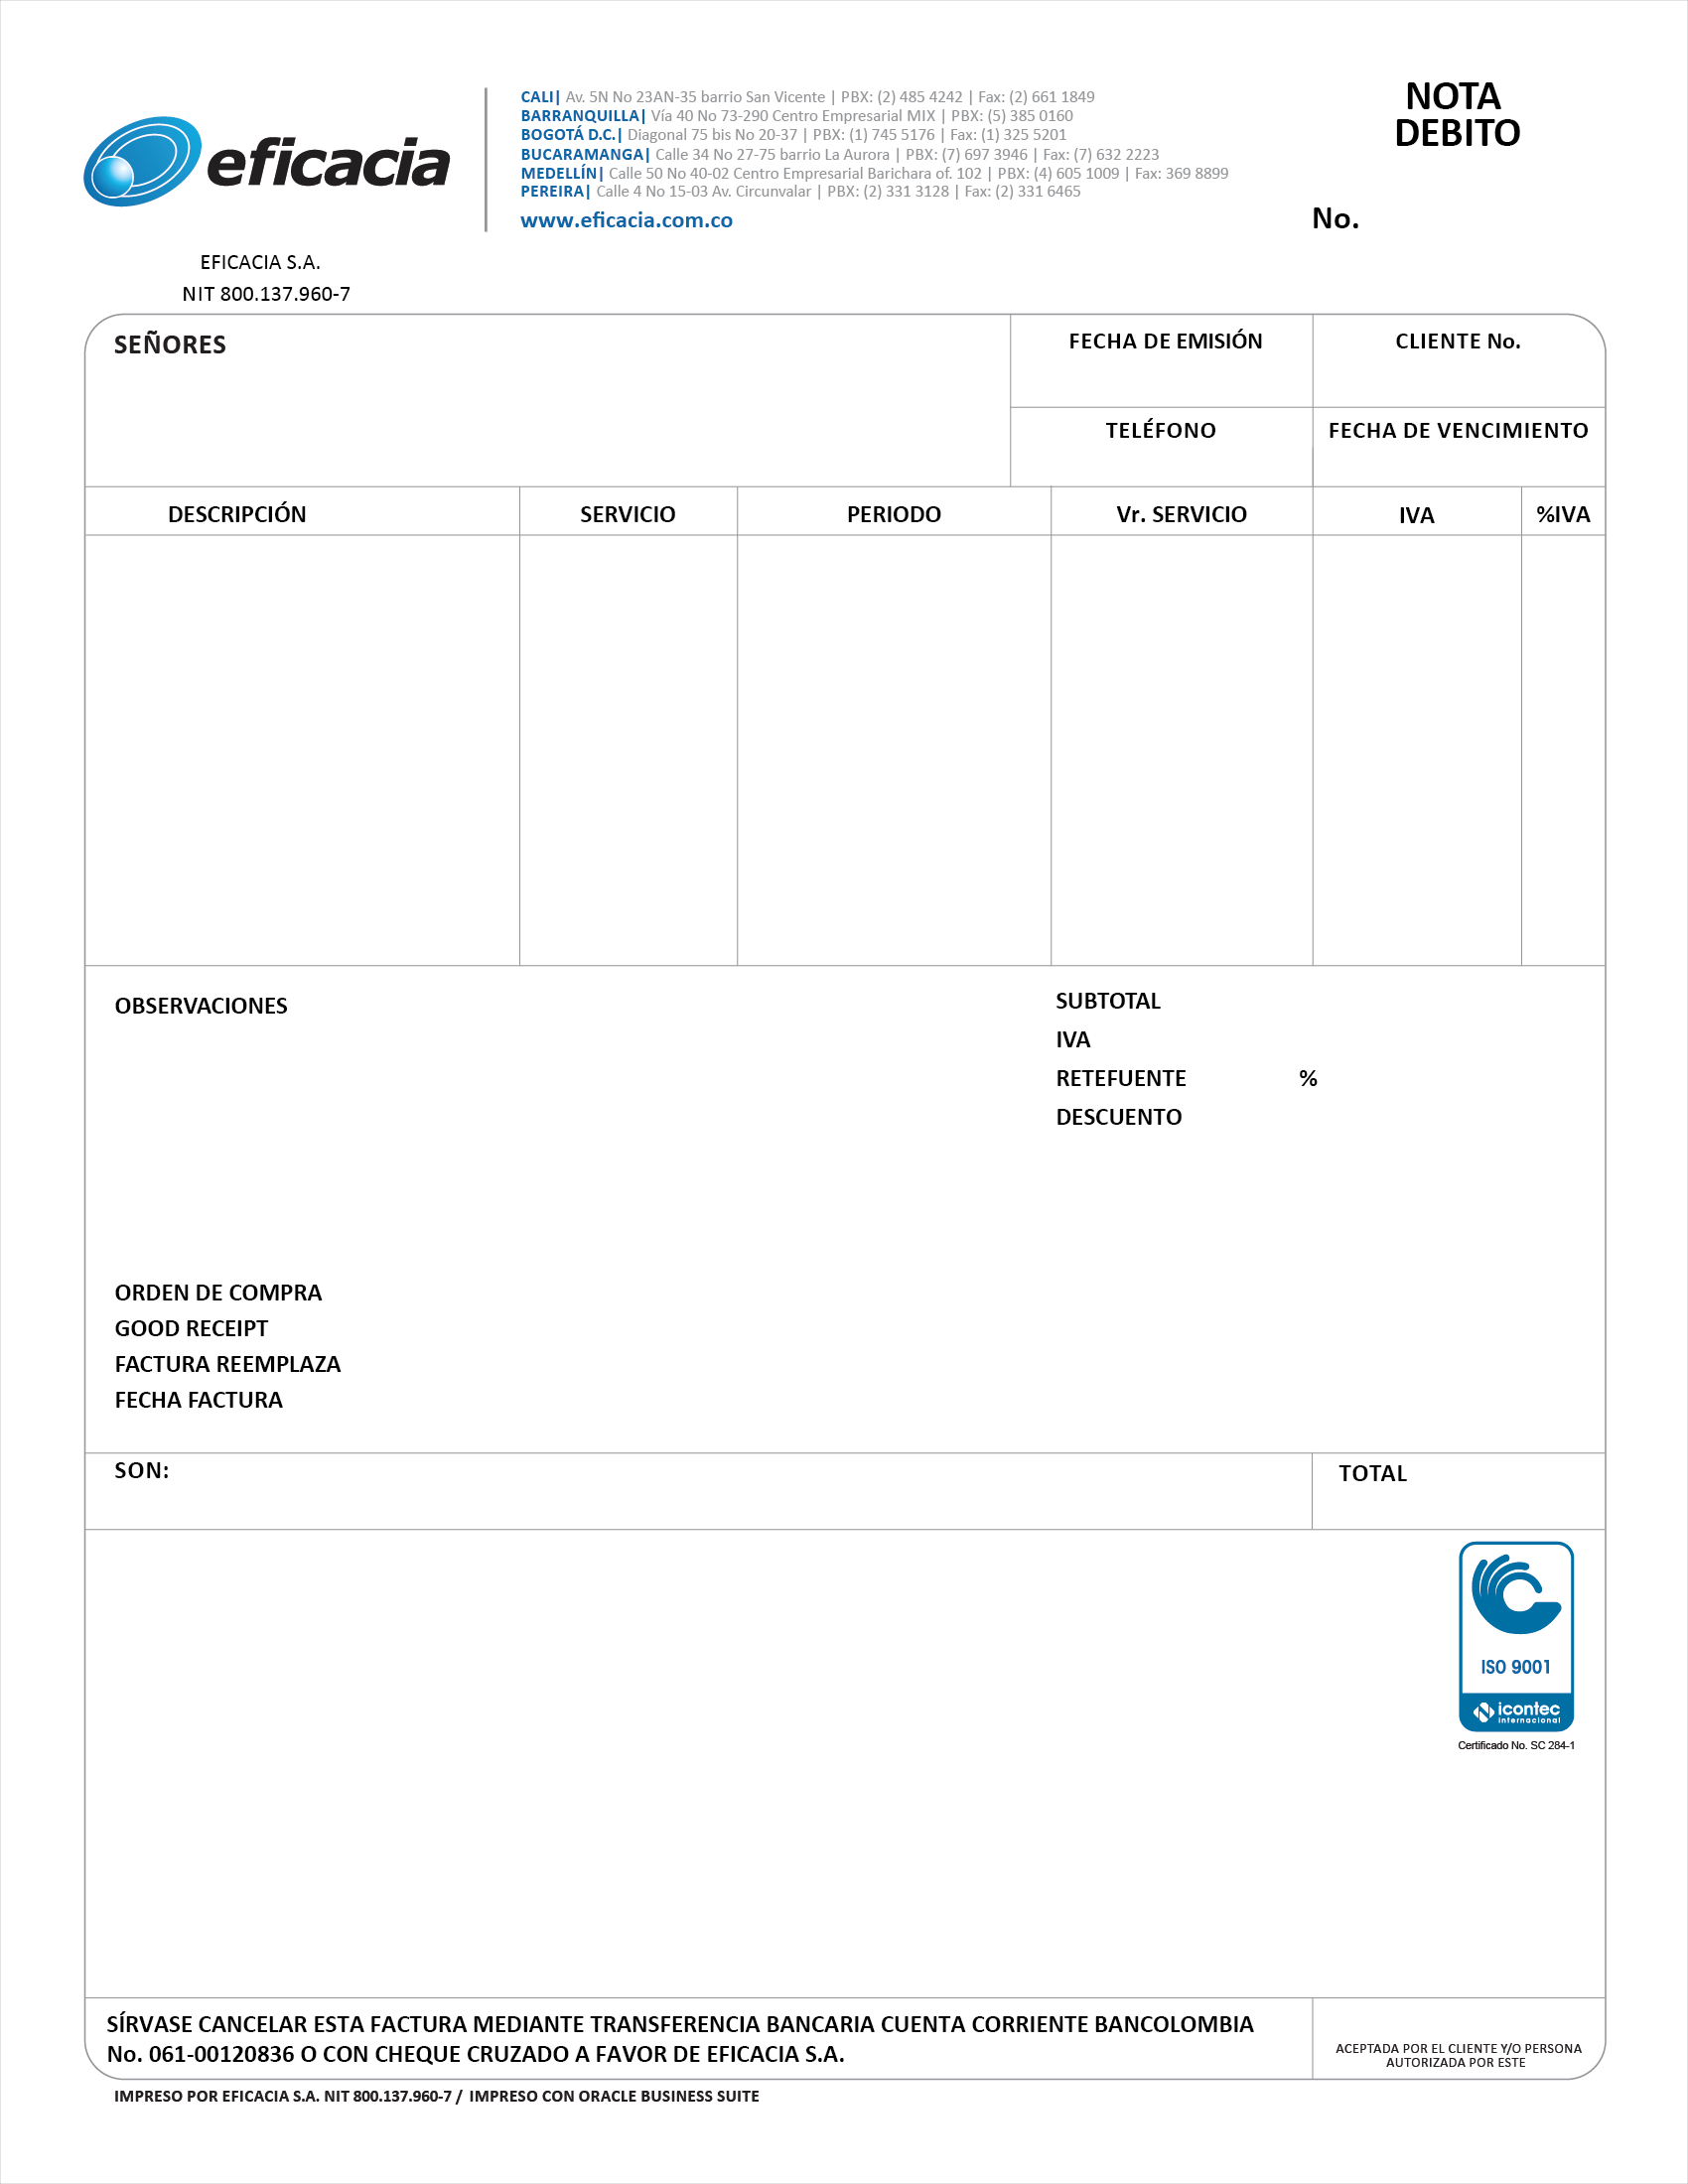 eficacia
CALI| Av. 5N No 23AN-35 barrio San Vicente | PBX: (2) 485 4242 | Fax: (2) 661 1849
BARRANQUILLA| Vía 40 No 73-290 Centro Empresarial MIX | PBX: (5) 385 0160
BOGOTÁ D.C.| Diagonal 75 bis No 20-37 | PBX: (1) 745 5176 | Fax: (1) 325 5201
BUCARAMANGA| Calle 34 No 27-75 barrio La Aurora | PBX: (7) 697 3946 | Fax: (7) 632 2223
MEDELLÍN| Calle 50 No 40-02 Centro Empresarial Barichara of. 102 | PBX: (4) 605 1009 | Fax: 369 8899
PEREIRA| Calle 4 No 15-03 Av. Circunvalar | PBX: (2) 331 3128 | Fax: (2) 331 6465
www.eficacia.com.co
NOTA
DEBITO
No.
EFICACIA S.A.
NIT 800.137.960-7
SEÑORES
FECHA DE EMISIÓN
CLIENTE No.
TELÉFONO
FECHA DE VENCIMIENTO
DESCRIPCIÓN
SERVICIO
PERIODO
Vr. SERVICIO
IVA
%IVA
OBSERVACIONES
SUBTOTAL
IVA
RETEFUENTE %
DESCUENTO
ORDEN DE COMPRA
GOOD RECEIPT
FACTURA REEMPLAZA
FECHA FACTURA
SON:
TOTAL
ISO 9001
icontec
internacional
Certificado No. SC 284-1
SÍRVASE CANCELAR ESTA FACTURA MEDIANTE TRANSFERENCIA BANCARIA CUENTA CORRIENTE BANCOLOMBIA
No. 061-00120836 O CON CHEQUE CRUZADO A FAVOR DE EFICACIA S.A.
ACEPTADA POR EL CLIENTE Y/O PERSONA
AUTORIZADA POR ESTE
IMPRESO POR EFICACIA S.A. NIT 800.137.960-7 / IMPRESO CON ORACLE BUSINESS SUITE